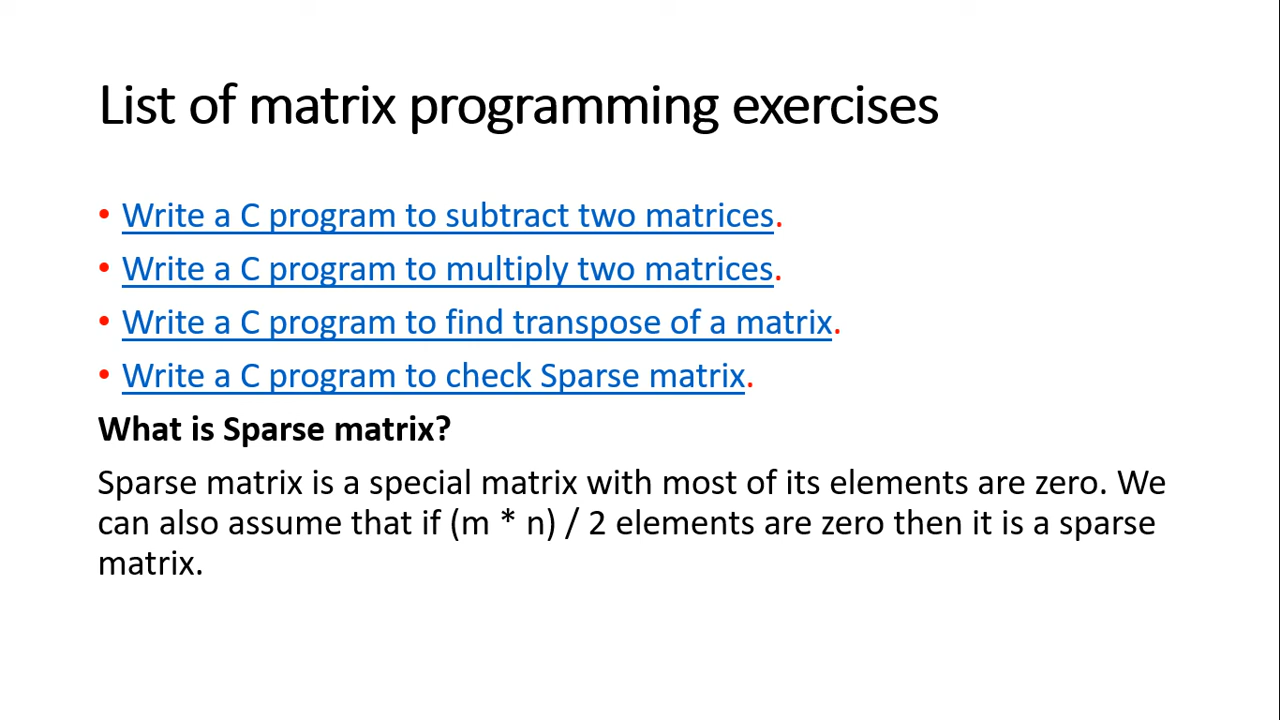 List of matrix programming exercises
• Write a C program to subtract two matrices.
• Write a C program to multiply two matrices.
• Write a C program to find transpose of a matrix.
• Write a C program to check Sparse matrix.
What is Sparse matrix?
Sparse matrix is a special matrix with most of its elements are zero. We
can also assume that if (m * n) / 2 elements are zero then it is a sparse
matrix.